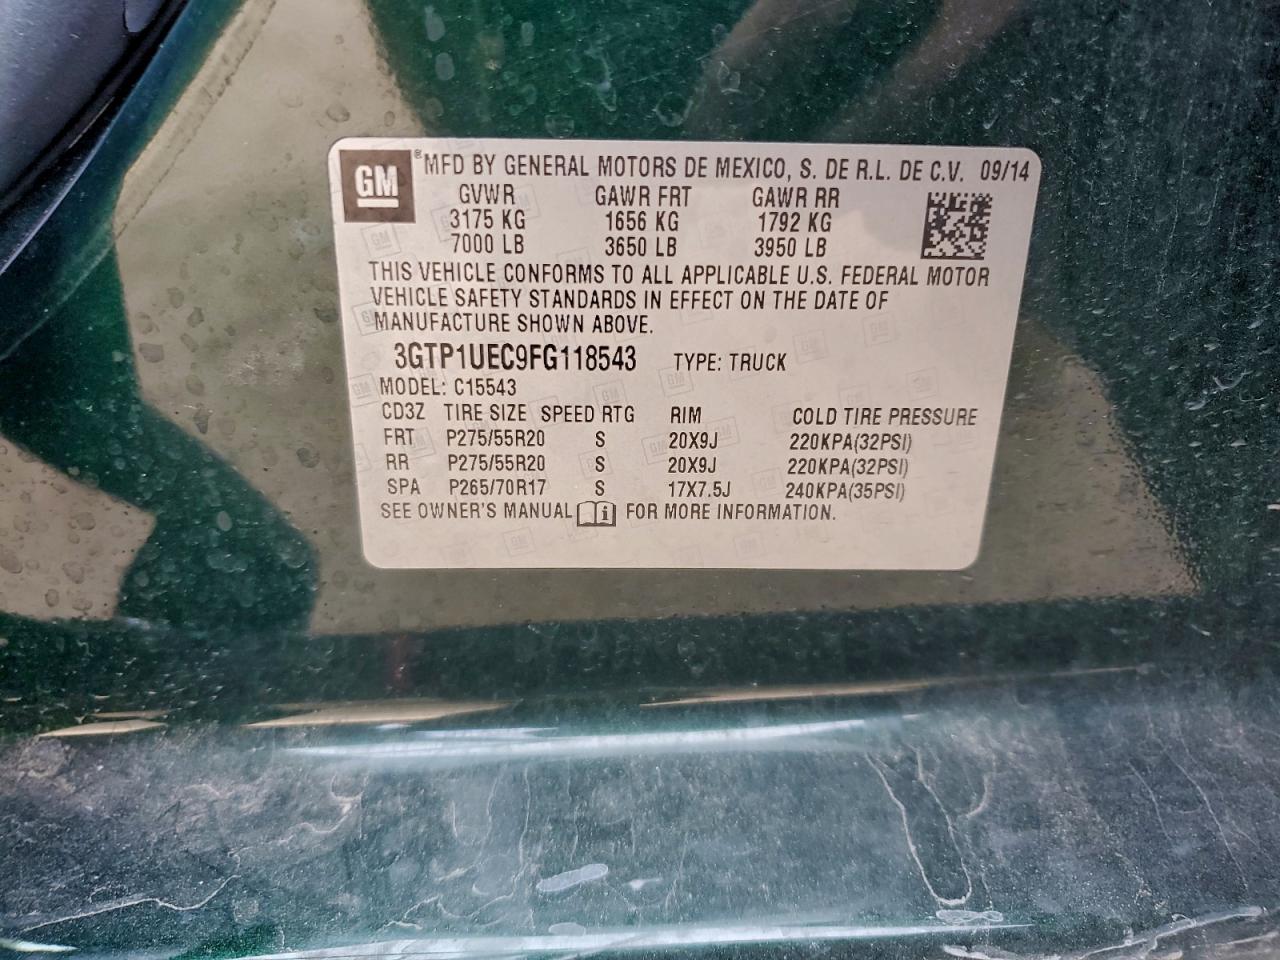 GM ® MFD BY GENERAL MOTORS DE MEXICO, S. DE R.L. DE C.V. 09/14
GVWR GAWR FRT GAWR RR
3175 KG 1656 KG 1792 KG
7000 LB 3650 LB 3950 LB
THIS VEHICLE CONFORMS TO ALL APPLICABLE U.S. FEDERAL MOTOR
VEHICLE SAFETY STANDARDS IN EFFECT ON THE DATE OF
MANUFACTURE SHOWN ABOVE.
3GTP1UEC9FG118543 TYPE: TRUCK
MODEL: C15543
CD3Z TIRE SIZE SPEED RTG RIM COLD TIRE PRESSURE
FRT P275/55R20 S 20X9J 220KPA(32PSI)
RR P275/55R20 S 20X9J 220KPA(32PSI)
SPA P265/70R17 S 17X7.5J 240KPA(35PSI)
SEE OWNER'S MANUAL i FOR MORE INFORMATION.